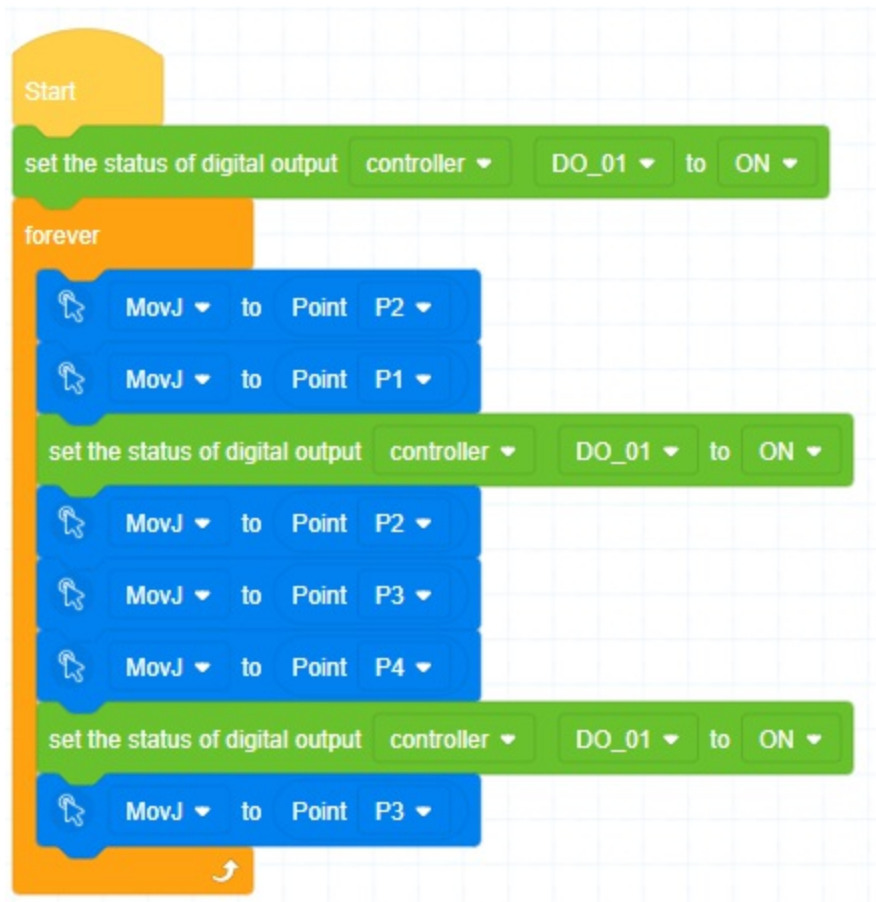 Start
set the status of digital output controller DO_01 to ON
forever
MovJ to Point P2
MovJ to Point P1
set the status of digital output controller DO_01 to ON
MovJ to Point P2
MovJ to Point P3
MovJ to Point P4
set the status of digital output controller DO_01 to ON
MovJ to Point P3